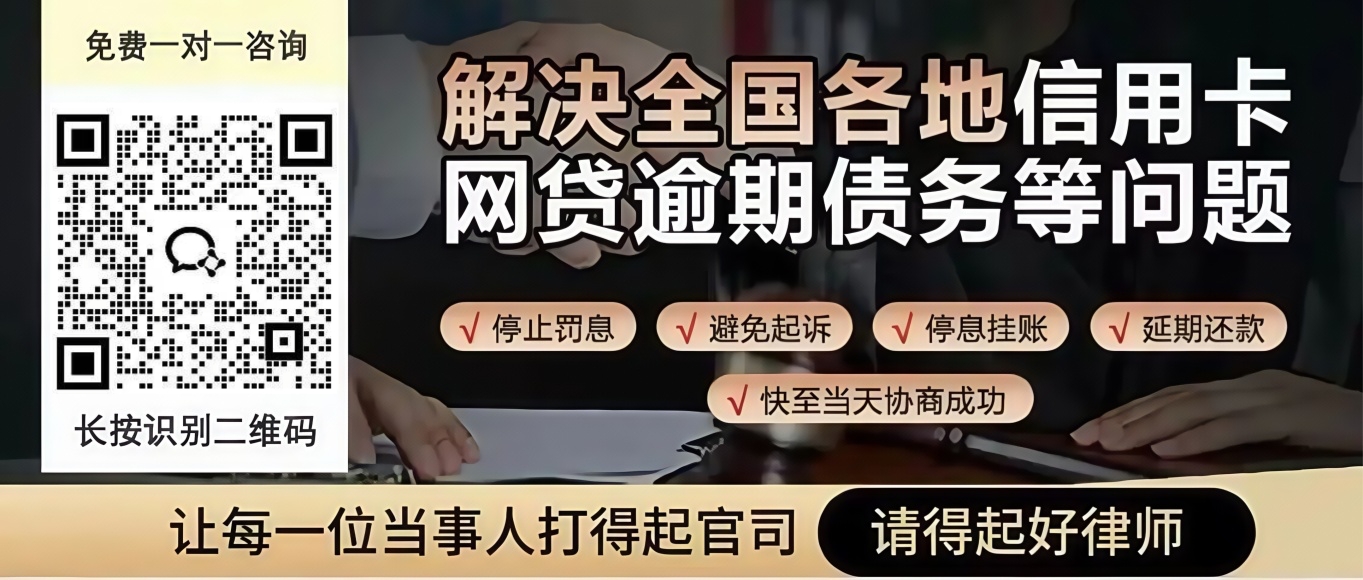 免费一对一咨询
长按识别二维码
解决全国各地信用卡
网贷逾期债务等问题
√ 停止罚息
√ 避免起诉
√ 停息挂账
√ 延期还款
√ 快至当天协商成功
让每一位当事人打得起官司
请得起好律师